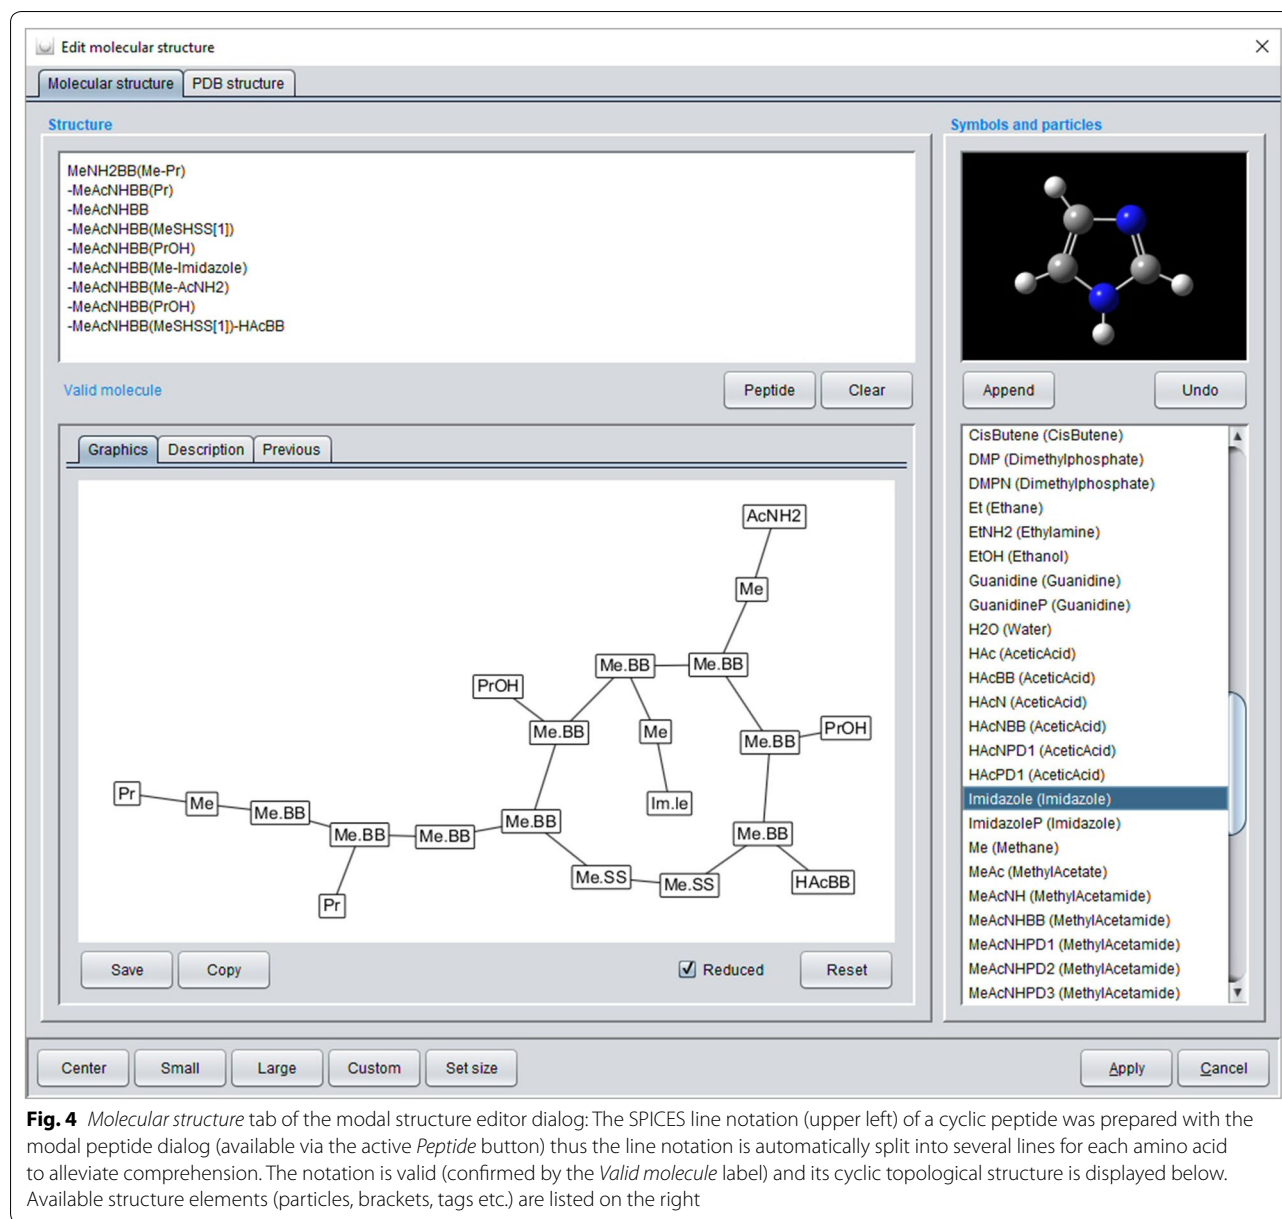 Edit molecular structure
Molecular structure PDB structure
Structure
MeNH2BB(Me-Pr)
-MeAcNHBB(Pr)
-MeAcNHBB
-MeAcNHBB(MeSHSS[1])
-MeAcNHBB(PrOH)
-MeAcNHBB(Me-Imidazole)
-MeAcNHBB(Me-AcNH2)
-MeAcNHBB(PrOH)
-MeAcNHBB(MeSHSS[1])-HAcBB
Valid molecule Peptide Clear
Graphics Description Previous
AcNH2
Me
Me.BB Me.BB
PrOH
Me.BB Me Me.BB PrOH
Pr Me Me.BB Im.le
Me.BB Me.BB Me.BB Me.BB
Me.SS Me.SS HAcBB
Pr
Save Copy Reduced Reset
Symbols and particles
Append Undo
CisButene (CisButene)
DMP (Dimethylphosphate)
DMPN (Dimethylphosphate)
Et (Ethane)
EtNH2 (Ethylamine)
EtOH (Ethanol)
Guanidine (Guanidine)
GuanidineP (Guanidine)
H2O (Water)
HAc (AceticAcid)
HAcBB (AceticAcid)
HAcN (AceticAcid)
HAcNBB (AceticAcid)
HAcNPD1 (AceticAcid)
HAcPD1 (AceticAcid)
Imidazole (Imidazole)
ImidazoleP (Imidazole)
Me (Methane)
MeAc (MethylAcetate)
MeAcNH (MethylAcetamide)
MeAcNHBB (MethylAcetamide)
MeAcNHPD1 (MethylAcetamide)
MeAcNHPD2 (MethylAcetamide)
MeAcNHPD3 (MethylAcetamide)
Center Small Large Custom Set size Apply Cancel
Fig. 4 Molecular structure tab of the modal structure editor dialog: The SPICES line notation (upper left) of a cyclic peptide was prepared with the
modal peptide dialog (available via the active Peptide button) thus the line notation is automatically split into several lines for each amino acid
to alleviate comprehension. The notation is valid (confirmed by the Valid molecule label) and its cyclic topological structure is displayed below.
Available structure elements (particles, brackets, tags etc.) are listed on the right